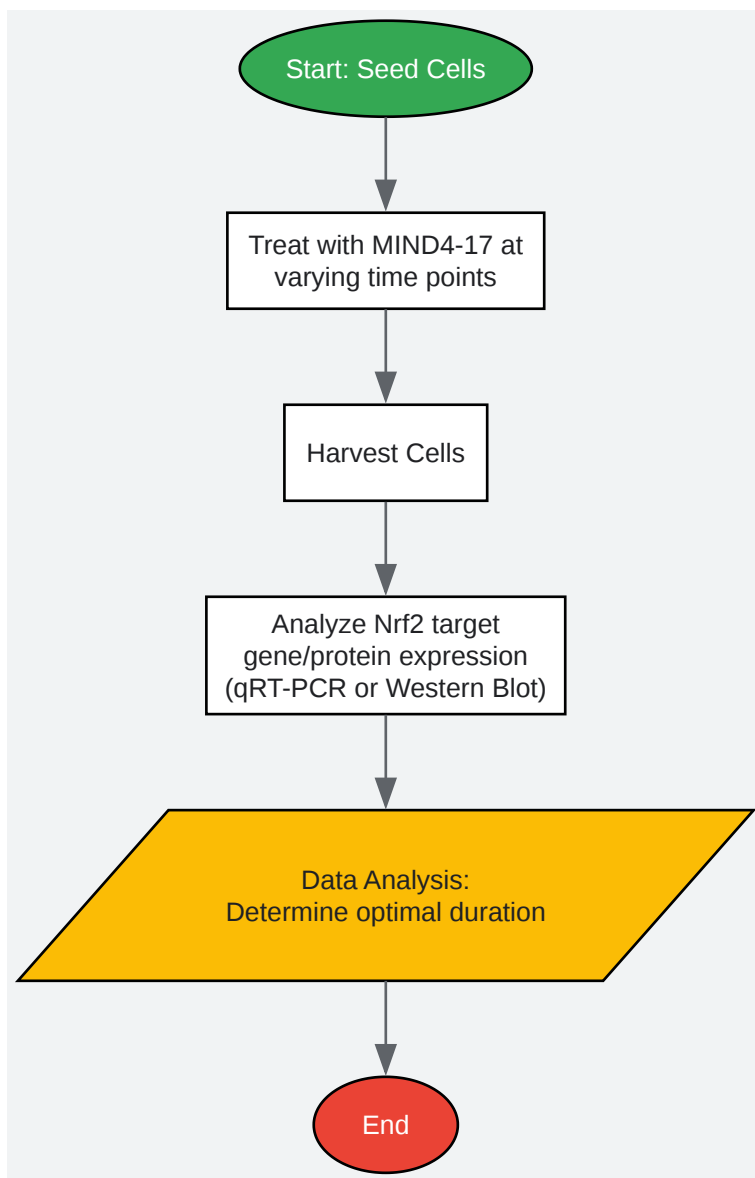 Start: Seed Cells
Treat with MIND4-17 at
varying time points
Harvest Cells
Analyze Nrf2 target
gene/protein expression
(qRT-PCR or Western Blot)
Data Analysis:
Determine optimal duration
End